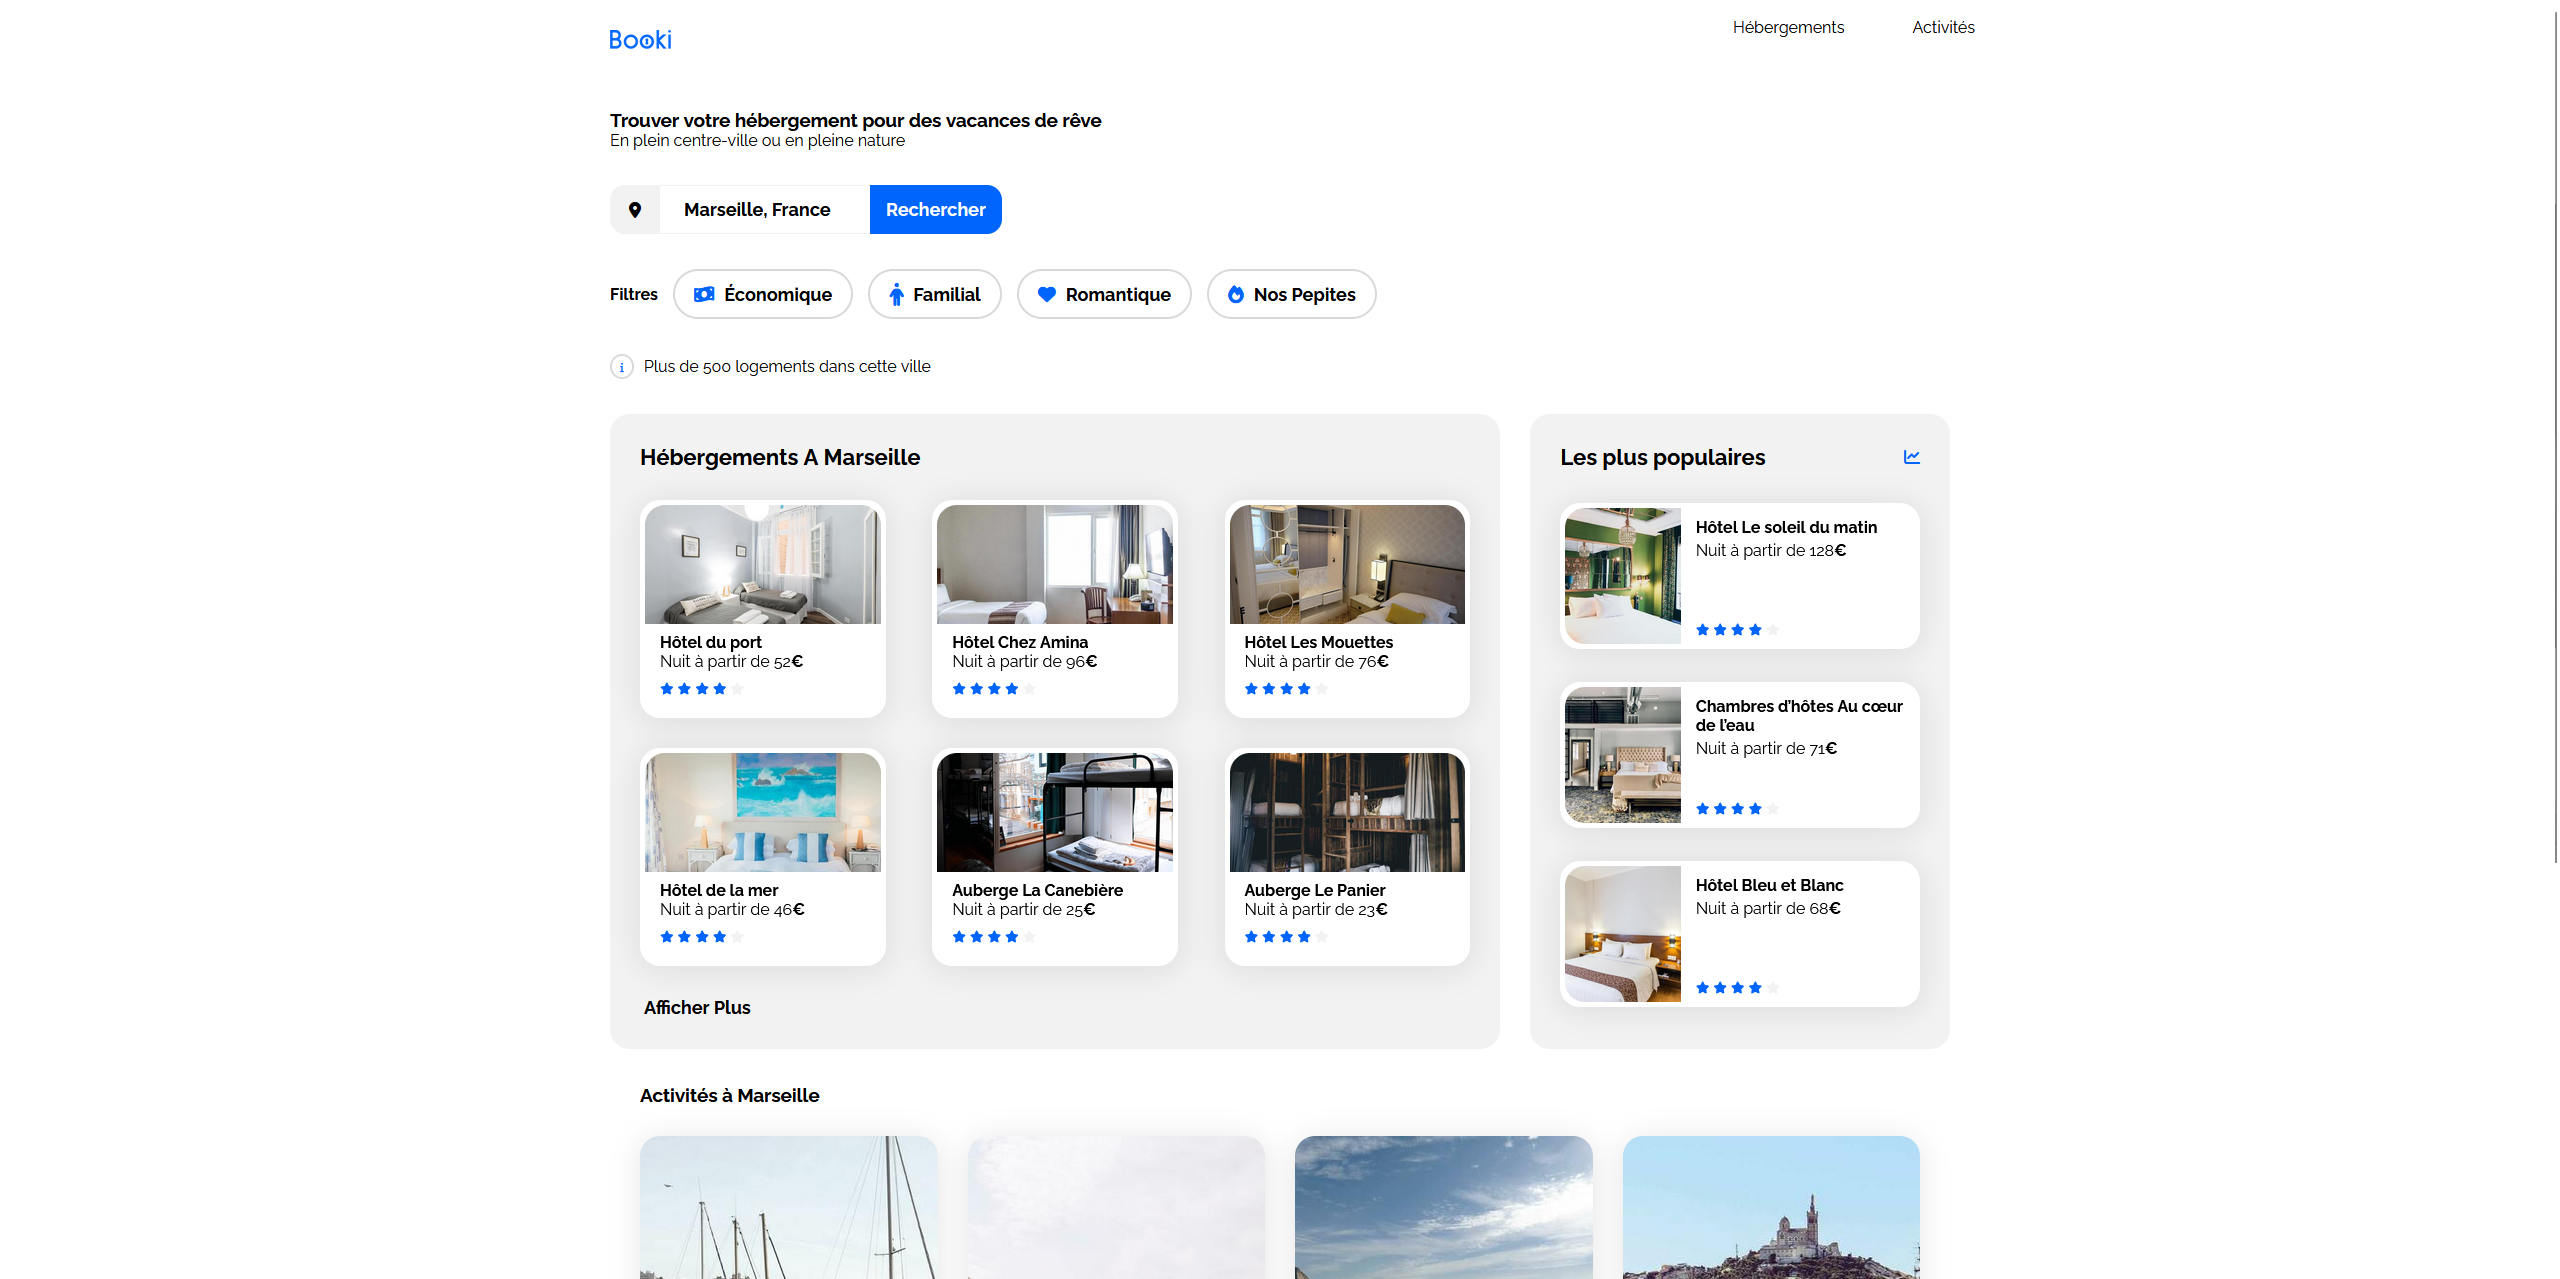 Booki
Hébergements
Activités
Trouver votre hébergement pour des vacances de rêve
En plein centre-ville ou en pleine nature
Marseille, France
Rechercher
Filtres
Économique
Familial
Romantique
Nos Pepites
Plus de 500 logements dans cette ville
Hébergements A Marseille
Hôtel du port
Nuit à partir de 52€
Hôtel Chez Amina
Nuit à partir de 96€
Hôtel Les Mouettes
Nuit à partir de 76€
Hôtel de la mer
Nuit à partir de 46€
Auberge La Canebière
Nuit à partir de 25€
Auberge Le Panier
Nuit à partir de 23€
Afficher Plus
Les plus populaires
Hôtel Le soleil du matin
Nuit à partir de 128€
Chambres d'hôtes Au cœur
de l'eau
Nuit à partir de 71€
Hôtel Bleu et Blanc
Nuit à partir de 68€
Activités à Marseille